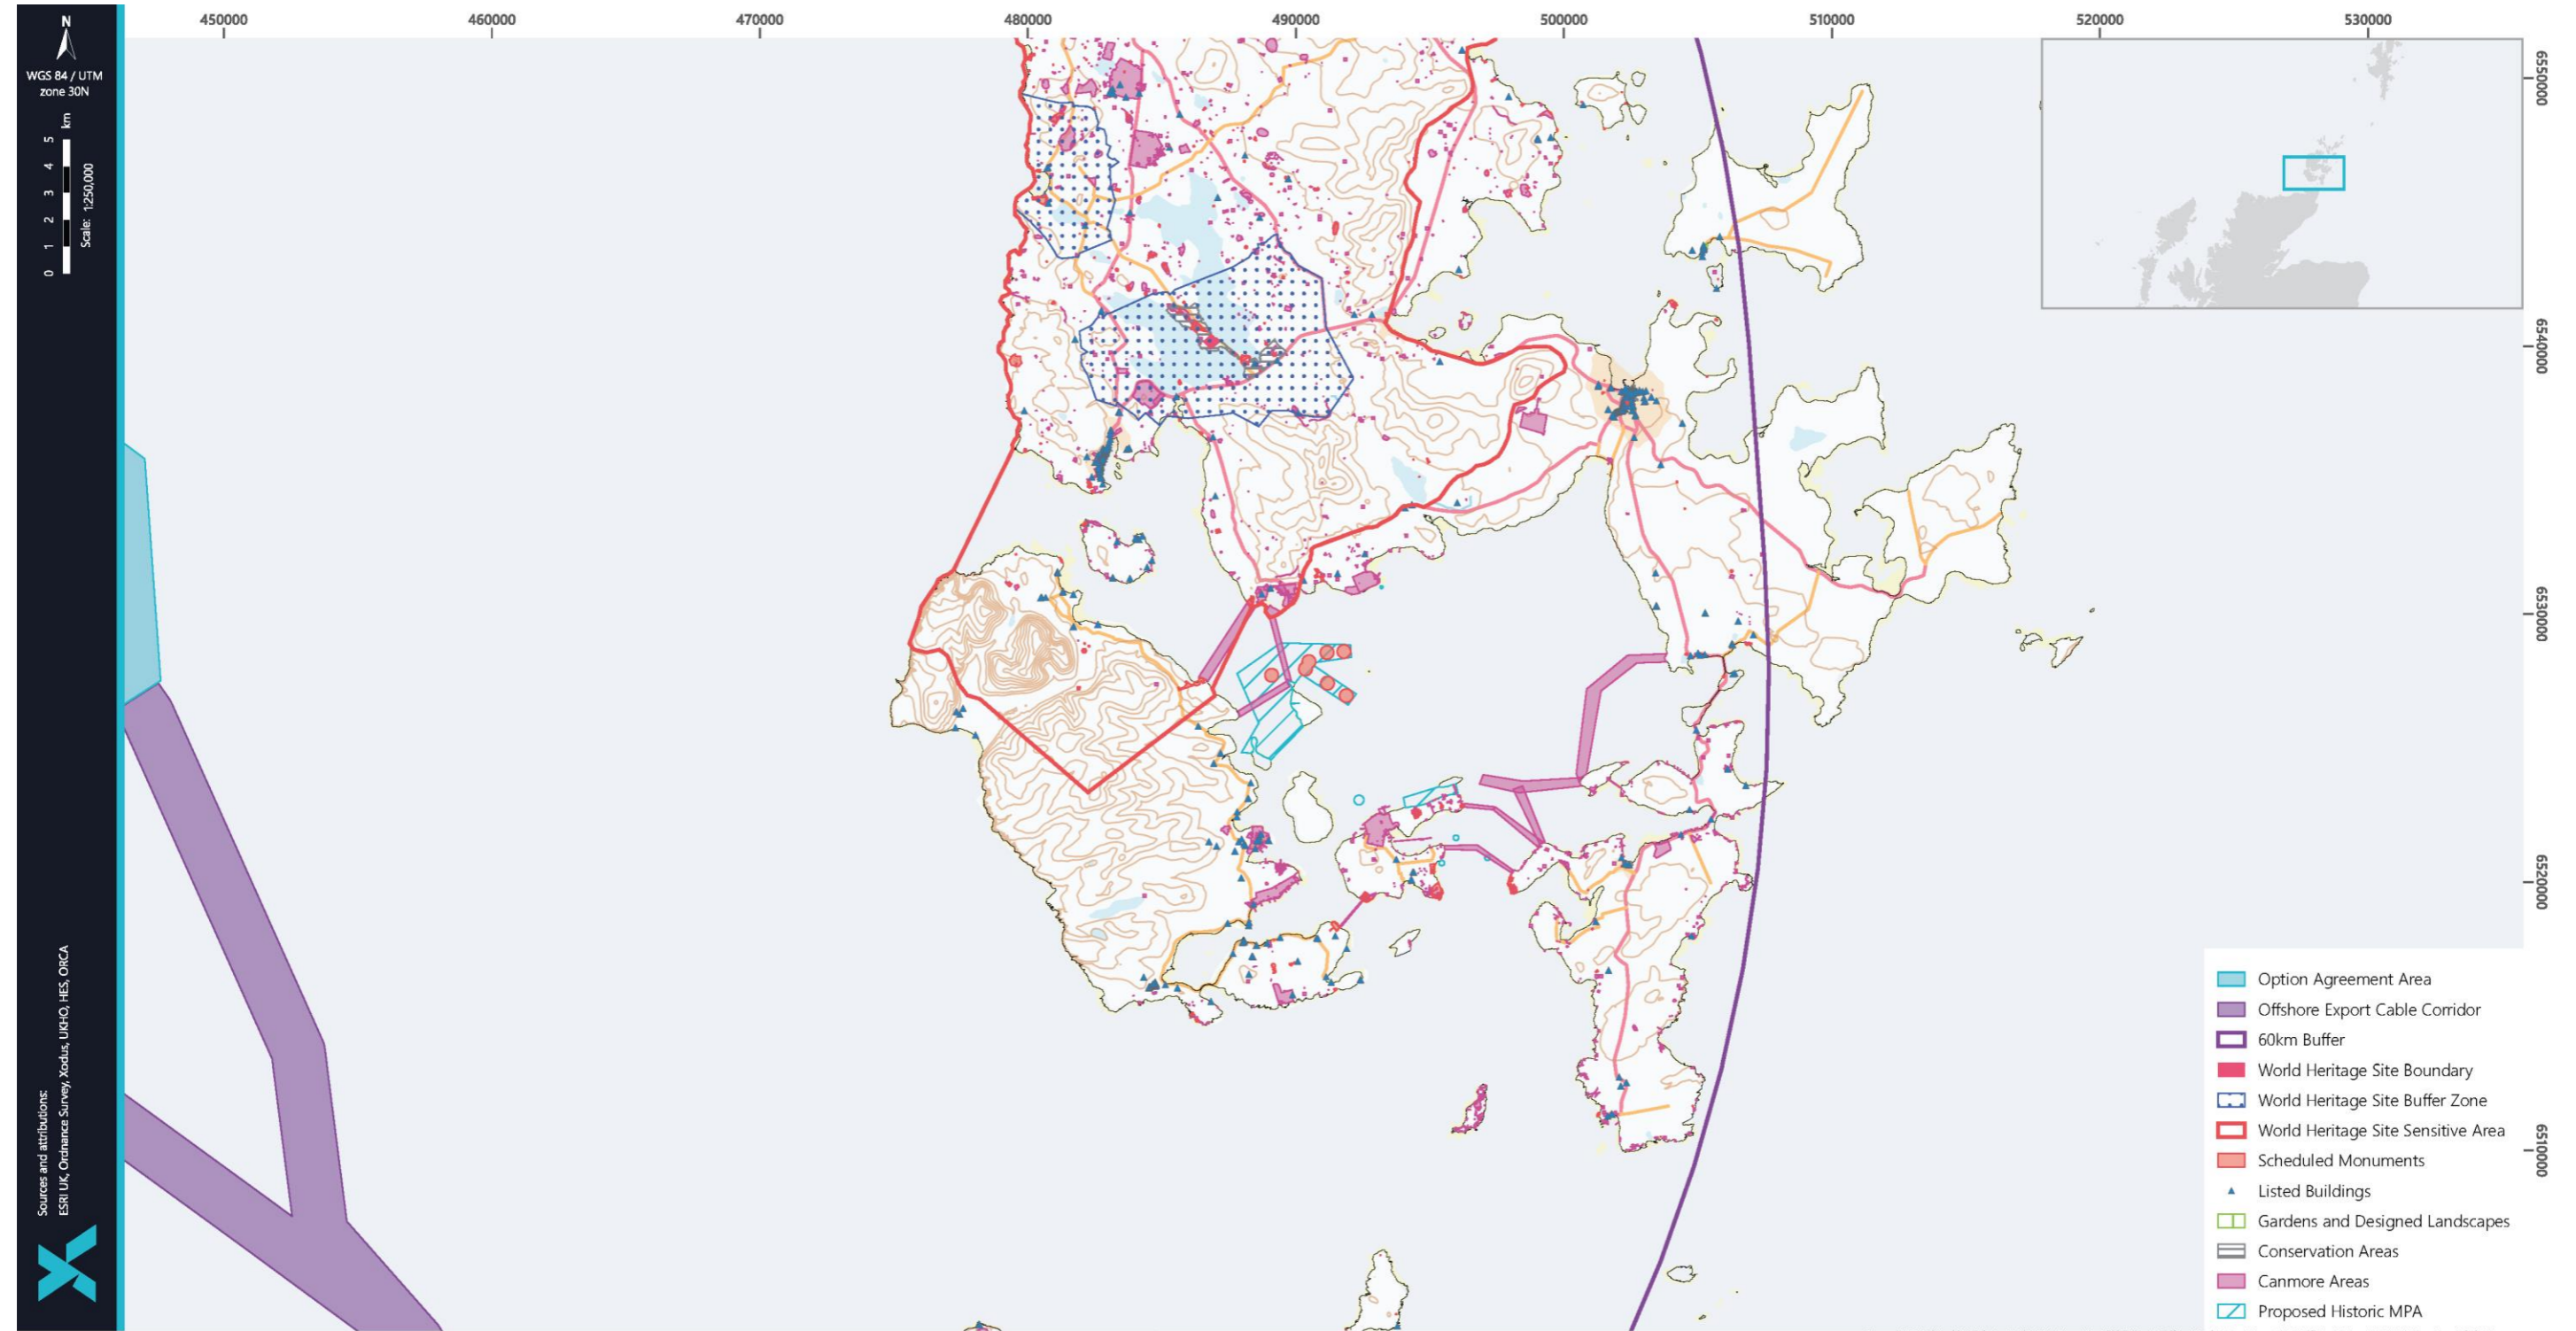 450000 460000 470000 480000 490000 500000 510000 520000 530000
N
WGS 84 / UTM
zone 30N
km
5
4
3
2
1
0
Scale: 1:250,000
6550000
6540000
6530000
6520000
6510000
Sources and attributions:
ESRI UK, Ordnance Survey, Xodus, UKHO, HES, ORCA
Option Agreement Area
Offshore Export Cable Corridor
60km Buffer
World Heritage Site Boundary
World Heritage Site Buffer Zone
World Heritage Site Sensitive Area
Scheduled Monuments
Listed Buildings
Gardens and Designed Landscapes
Conservation Areas
Canmore Areas
Proposed Historic MPA